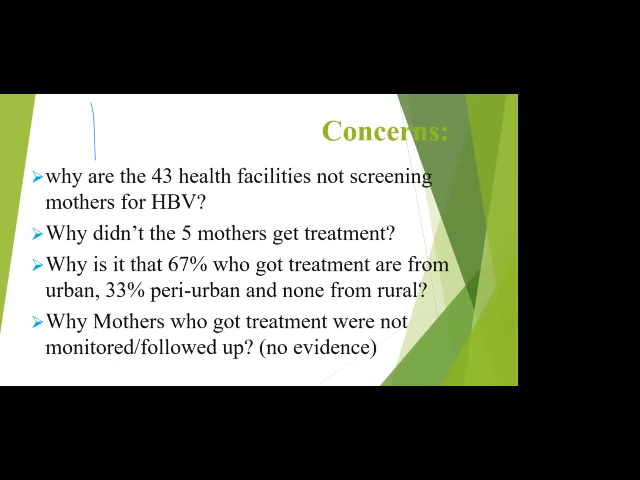 Concerns:
why are the 43 health facilities not screening
mothers for HBV?
Why didn't the 5 mothers get treatment?
Why is it that 67% who got treatment are from
urban, 33% peri-urban and none from rural?
Why Mothers who got treatment were not
monitored/followed up? (no evidence)